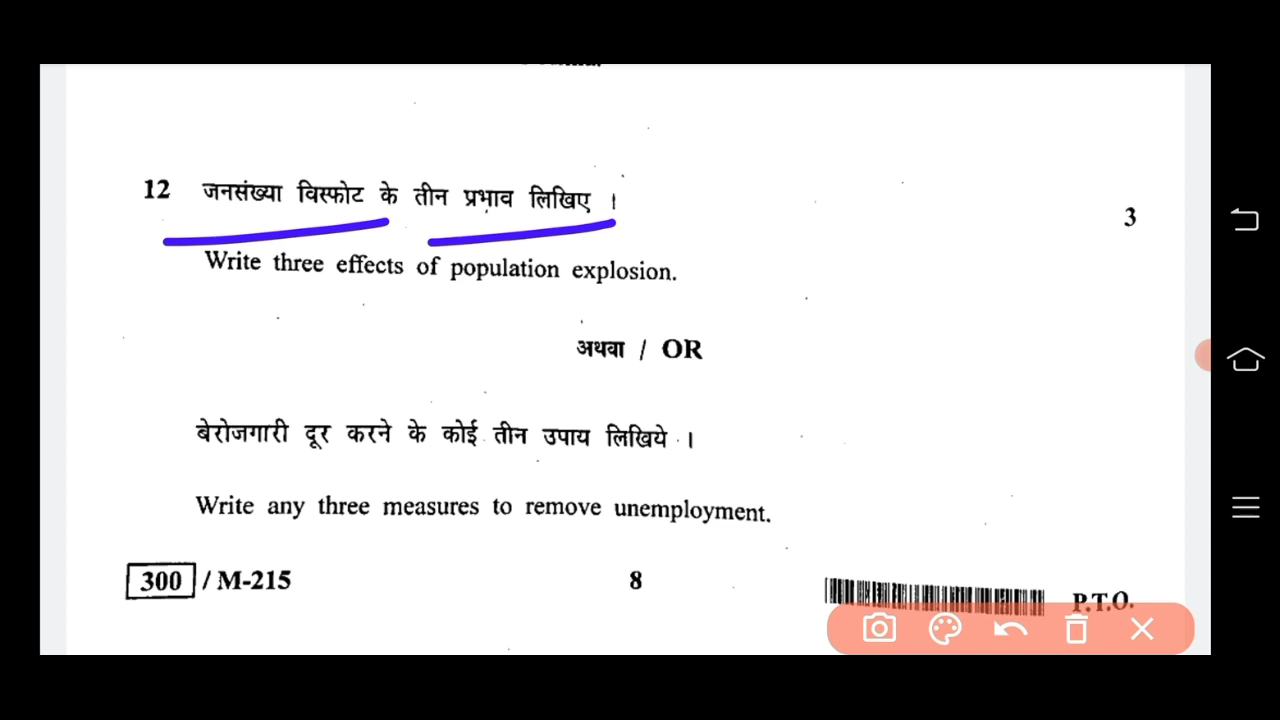 12 जनसंख्या विस्फोट के तीन प्रभाव लिखिए ।
3
Write three effects of population explosion.
अथवा / OR
बेरोजगारी दूर करने के कोई तीन उपाय लिखिये ।
Write any three measures to remove unemployment.
300 / M-215 8 P.T.O.